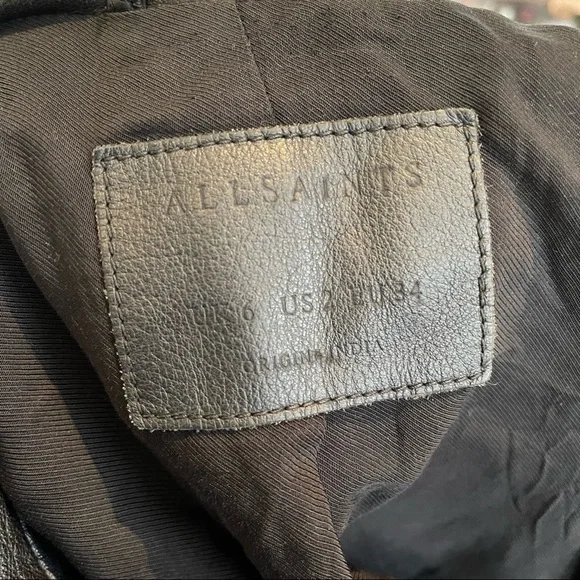 ALLSAINTS
UK 6 US 2 EU 34
ORIGIN INDIA